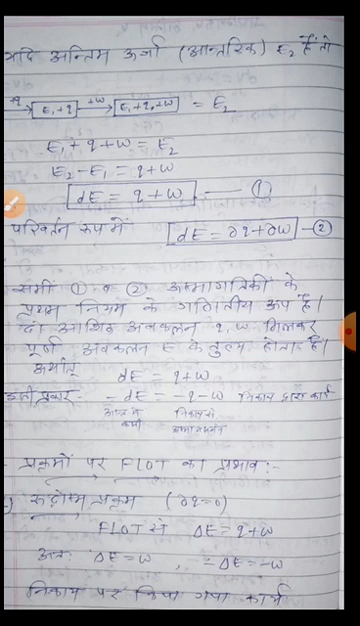 यदि अन्तिम ऊर्जा (आन्तरिक) E₂ है तो
q→[E₁+q] +w→ [E₁+q+w] = E₂
E₁+q+w = E₂
E₂-E₁ = q+w
[dE = q+w] — ①
परिवर्तन रूप में [dE = ∂q+∂w] —②
समी ① व ② ऊष्मागतिकी के
प्रथम नियम के गणितीय रूप हैं।
दो आंशिक अवकलन q, w मिलकर
पूर्ण अवकलन E के तुल्य होता है।
अर्थात् dE = q+w
इसी प्रकार - -dE = -q-w निकाय द्वारा कार्य
में कमी निकाय से
- प्रक्रमों पर FLOT का प्रभाव:-
रुद्धोष्म प्रक्रम (∂q=0)
FLOT से ΔE = q+w
अतः ΔE=w, -ΔE=-w
निकाय पर किया गया कार्य